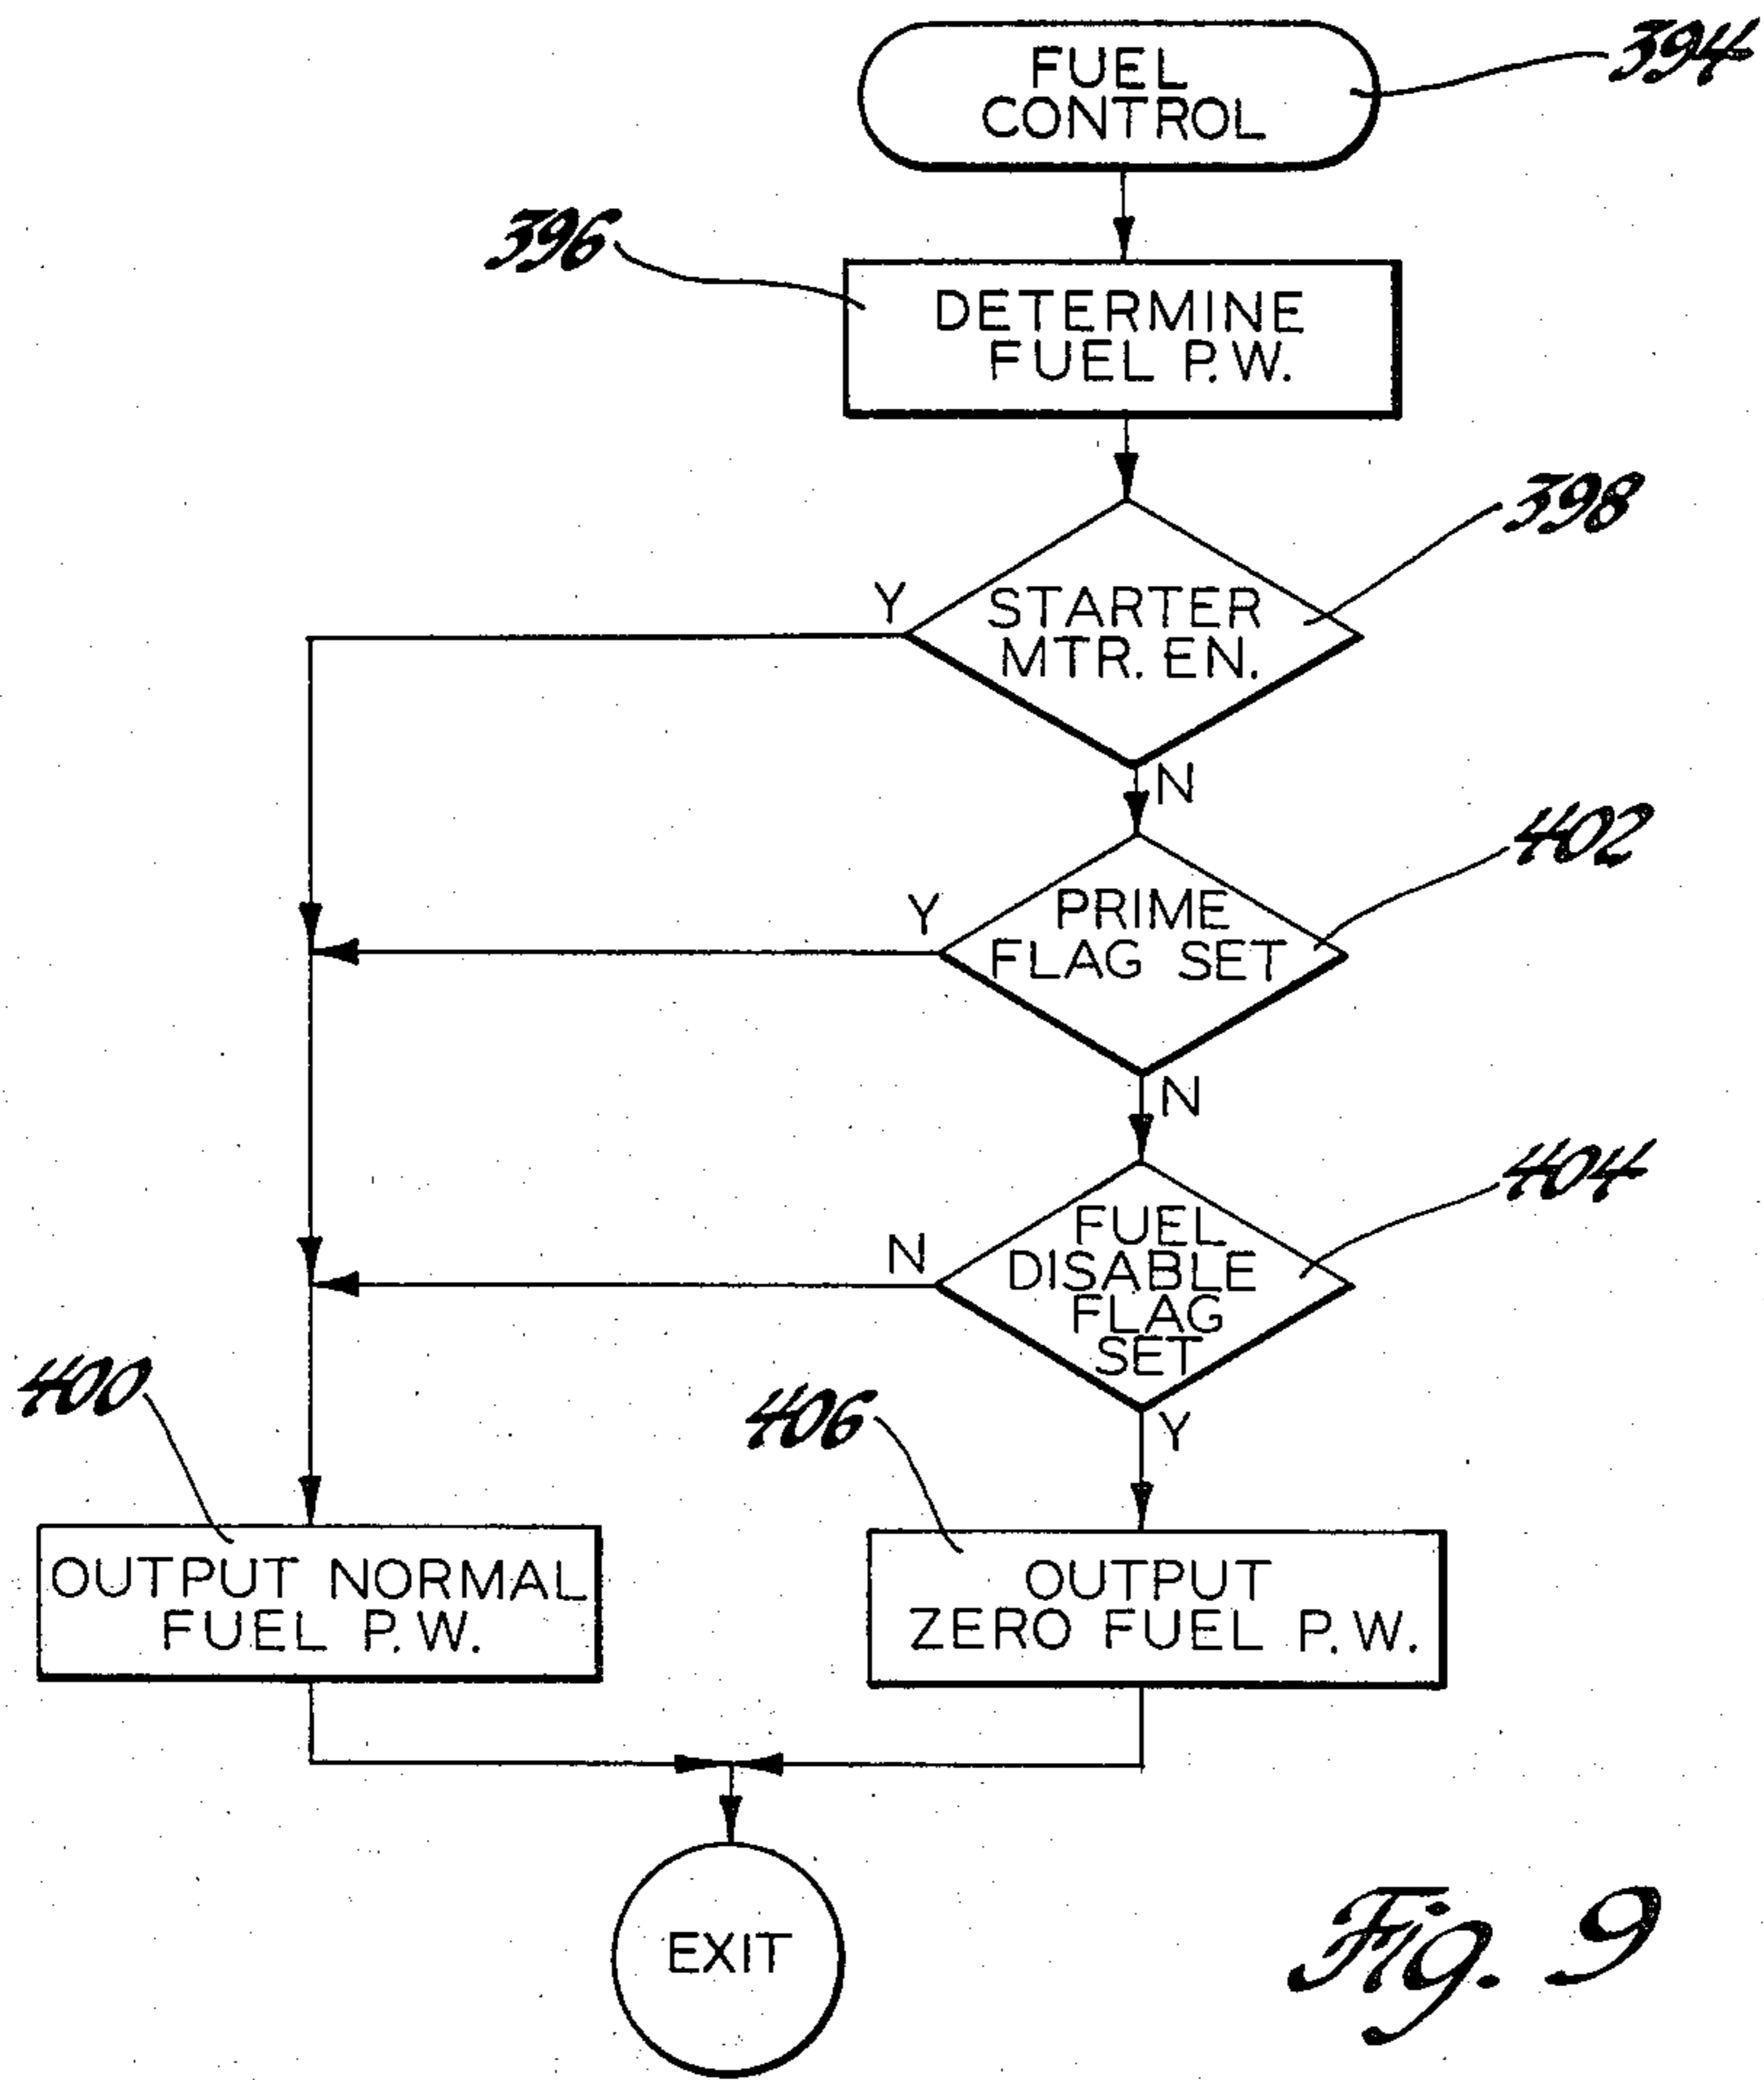 FUEL
CONTROL
394
396
DETERMINE
FUEL P.W.
398
STARTER
MTR. EN.
Y
N
402
PRIME
FLAG SET
Y
N
404
FUEL
DISABLE
FLAG
SET
N
Y
400
406
OUTPUT NORMAL
FUEL P.W.
OUTPUT
ZERO FUEL P.W.
EXIT
Fig. 9